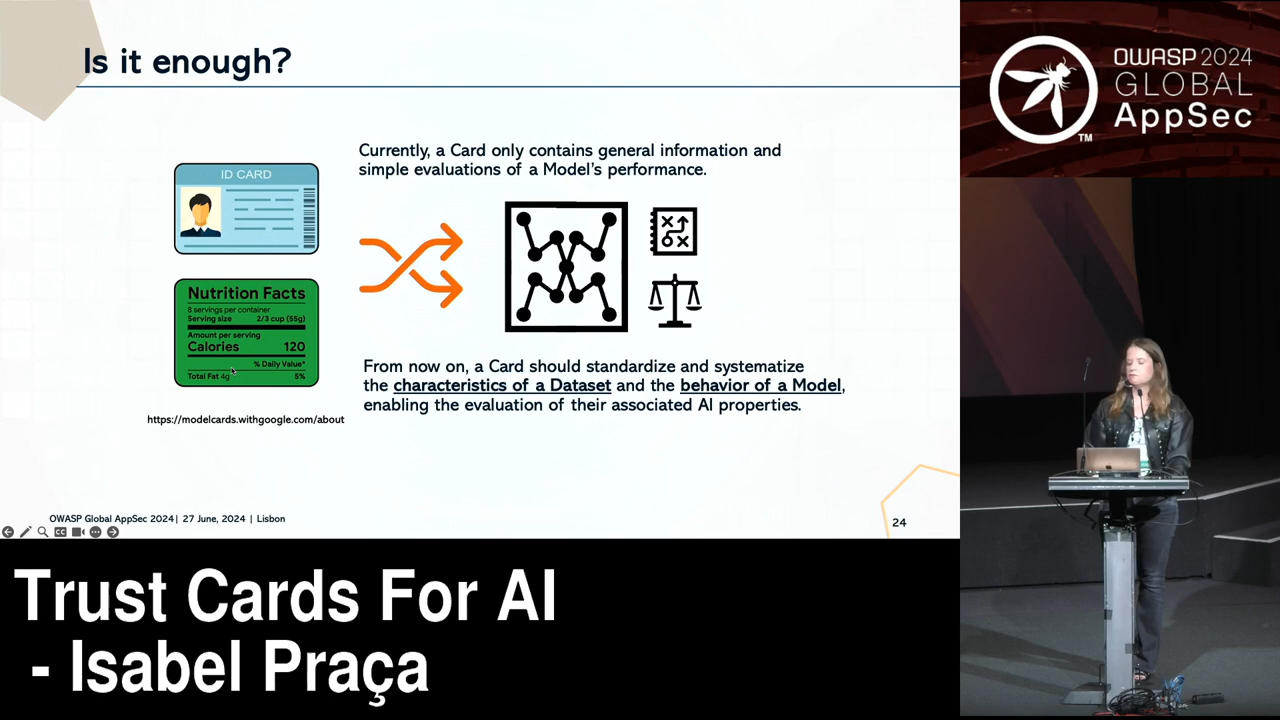 Is it enough?
Currently, a Card only contains general information and
simple evaluations of a Model's performance.
ID CARD
Nutrition Facts
8 servings per container
Serving size 2/3 cup (55g)
Amount per serving
Calories 120
% Daily Value*
Total Fat 4g 5%
https://modelcards.withgoogle.com/about
From now on, a Card should standardize and systematize
the characteristics of a Dataset and the behavior of a Model,
enabling the evaluation of their associated AI properties.
OWASP Global AppSec 2024| 27 June, 2024 | Lisbon
24
CC
OWASP 2024
GLOBAL
AppSec
TM
Trust Cards For AI
- Isabel Praça